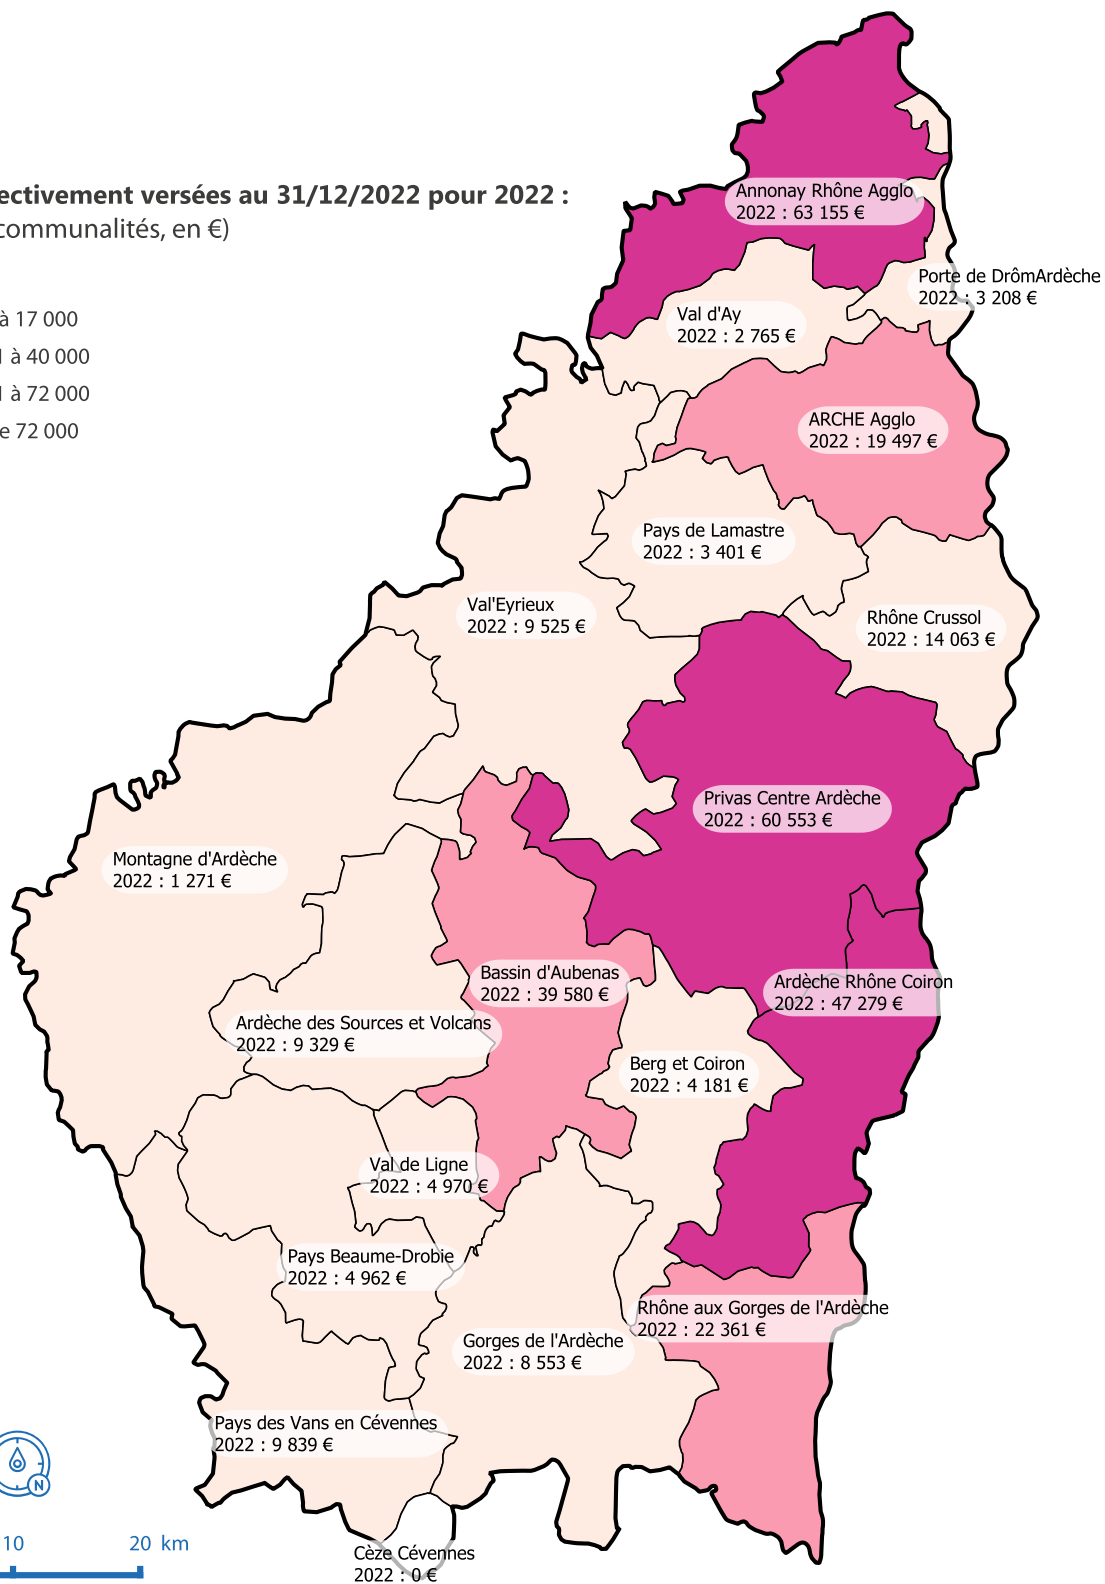 ectivement versées au 31/12/2022 pour 2022 :
communalités, en €)
à 17 000
à 40 000
à 72 000
e 72 000
Annonay Rhône Agglo
2022 : 63 155 €
Porte de DrômArdèche
2022 : 3 208 €
Val d'Ay
2022 : 2 765 €
ARCHE Agglo
2022 : 19 497 €
Pays de Lamastre
2022 : 3 401 €
Val'Eyrieux
2022 : 9 525 €
Rhône Crussol
2022 : 14 063 €
Privas Centre Ardèche
2022 : 60 553 €
Montagne d'Ardèche
2022 : 1 271 €
Bassin d'Aubenas
2022 : 39 580 €
Ardèche Rhône Coiron
2022 : 47 279 €
Ardèche des Sources et Volcans
2022 : 9 329 €
Berg et Coiron
2022 : 4 181 €
Val de Ligne
2022 : 4 970 €
Pays Beaume-Drobie
2022 : 4 962 €
Rhône aux Gorges de l'Ardèche
2022 : 22 361 €
Gorges de l'Ardèche
2022 : 8 553 €
Pays des Vans en Cévennes
2022 : 9 839 €
N
10 20 km
Cèze Cévennes
2022 : 0 €